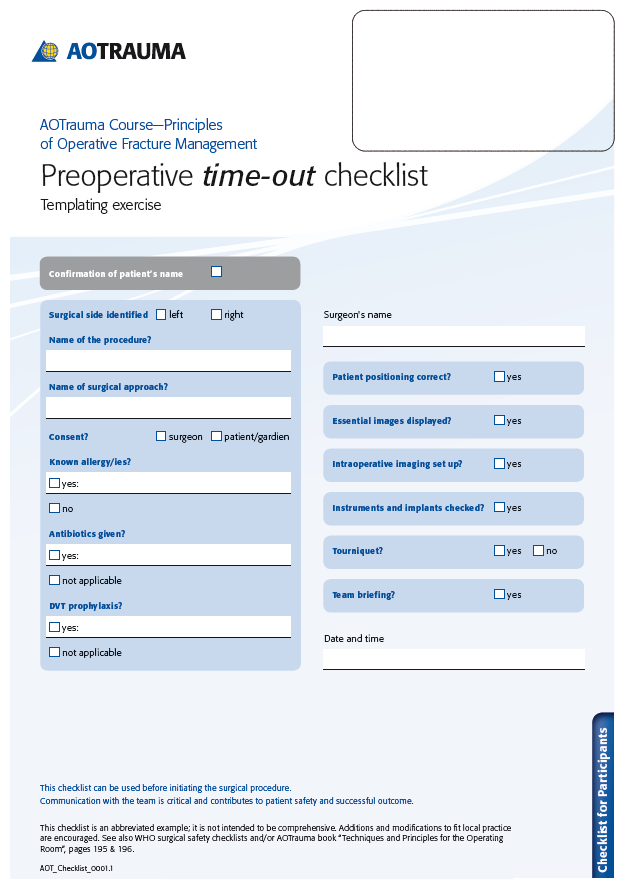 AOTRAUMA
AOTrauma Course—Principles
of Operative Fracture Management
Preoperative time-out checklist
Templating exercise
Confirmation of patient's name
Surgical side identified left right
Name of the procedure?
Name of surgical approach?
Consent? surgeon patient/gardien
Known allergy/ies?
yes:
no
Antibiotics given?
yes:
not applicable
DVT prophylaxis?
yes:
not applicable
Surgeon's name
Patient positioning correct? yes
Essential images displayed? yes
Intraoperative imaging set up? yes
Instruments and implants checked? yes
Tourniquet? yes no
Team briefing? yes
Date and time
Checklist for Participants
This checklist can be used before initiating the surgical procedure.
Communication with the team is critical and contributes to patient safety and successful outcome.
This checklist is an abbreviated example; it is not intended to be comprehensive. Additions and modifications to fit local practice
are encouraged. See also WHO surgical safety checklists and/or AOTrauma book "Techniques and Principles for the Operating
Room", pages 195 & 196.
AOT_Checklist_0001.1